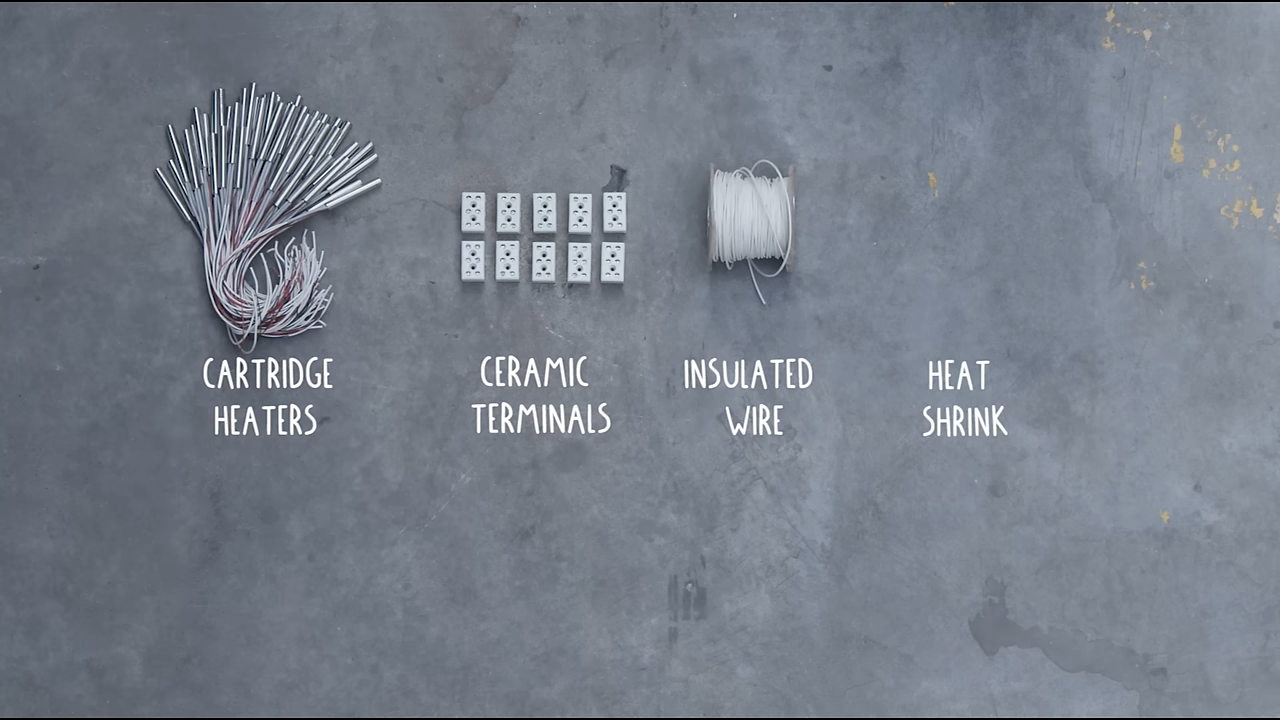 CARTRIDGE
HEATERS
CERAMIC
TERMINALS
INSULATED
WIRE
HEAT
SHRINK